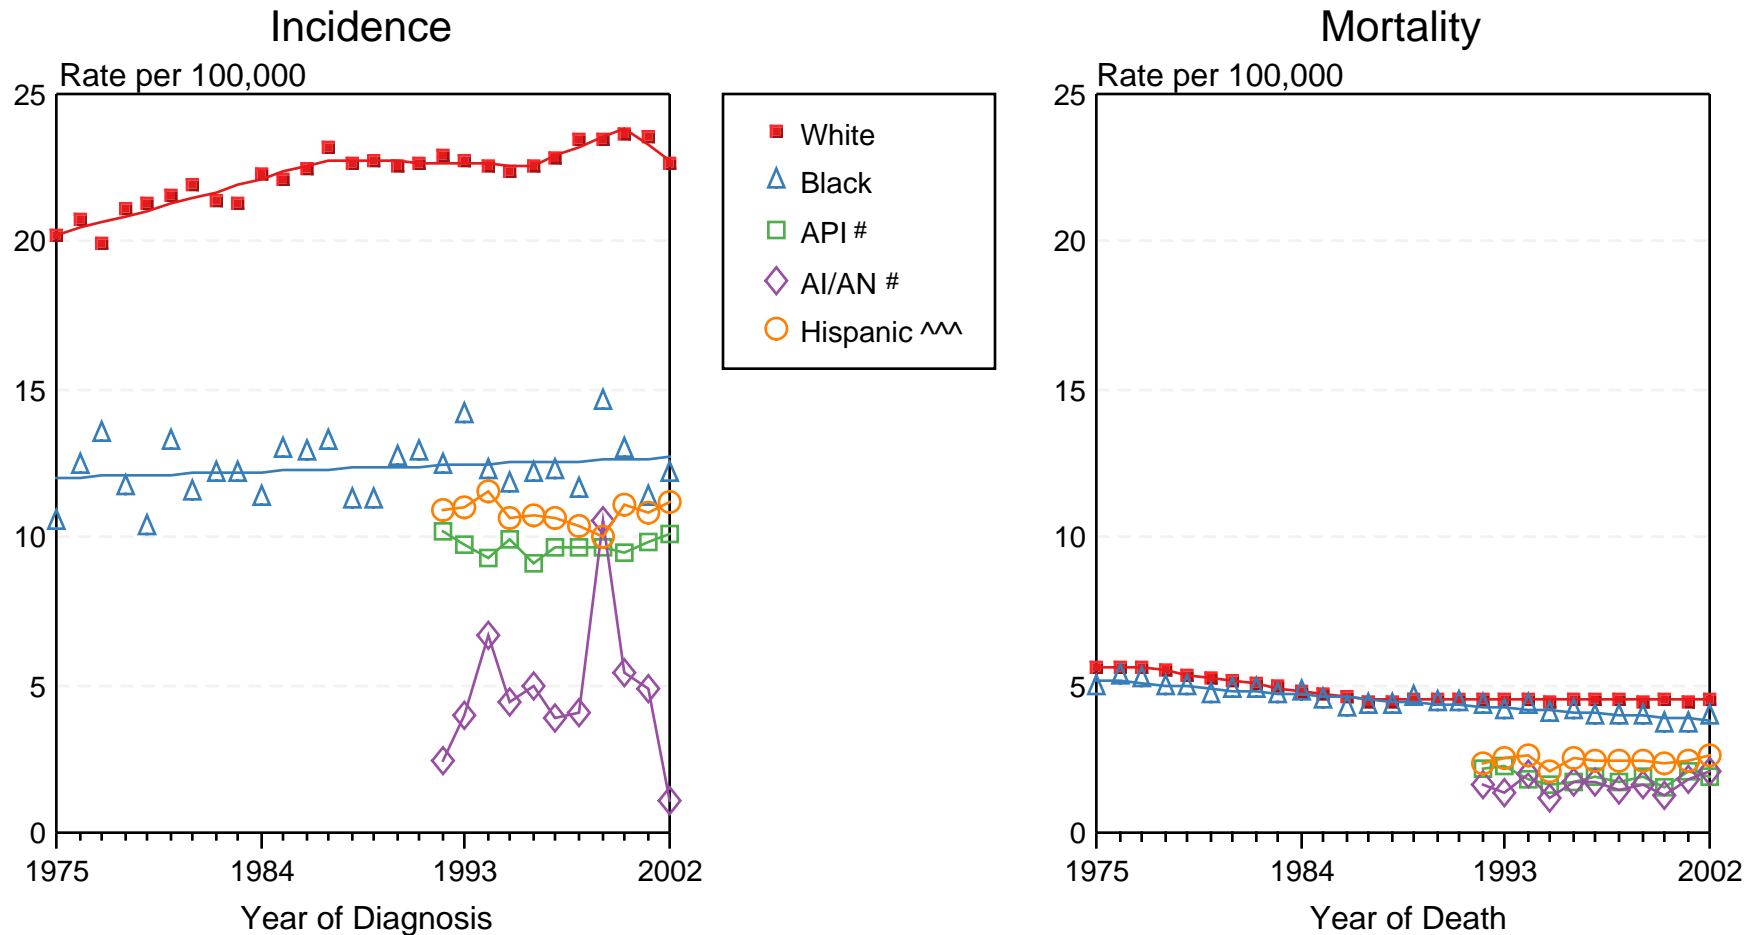 Incidence
Mortality
Rate per 100,000
Rate per 100,000
25
20
15
10
5
0
1975
1984
1993
2002
Year of Diagnosis
White
Black
API #
AI/AN #
Hispanic ^^^
25
20
15
10
5
0
1975
1984
1993
2002
Year of Death